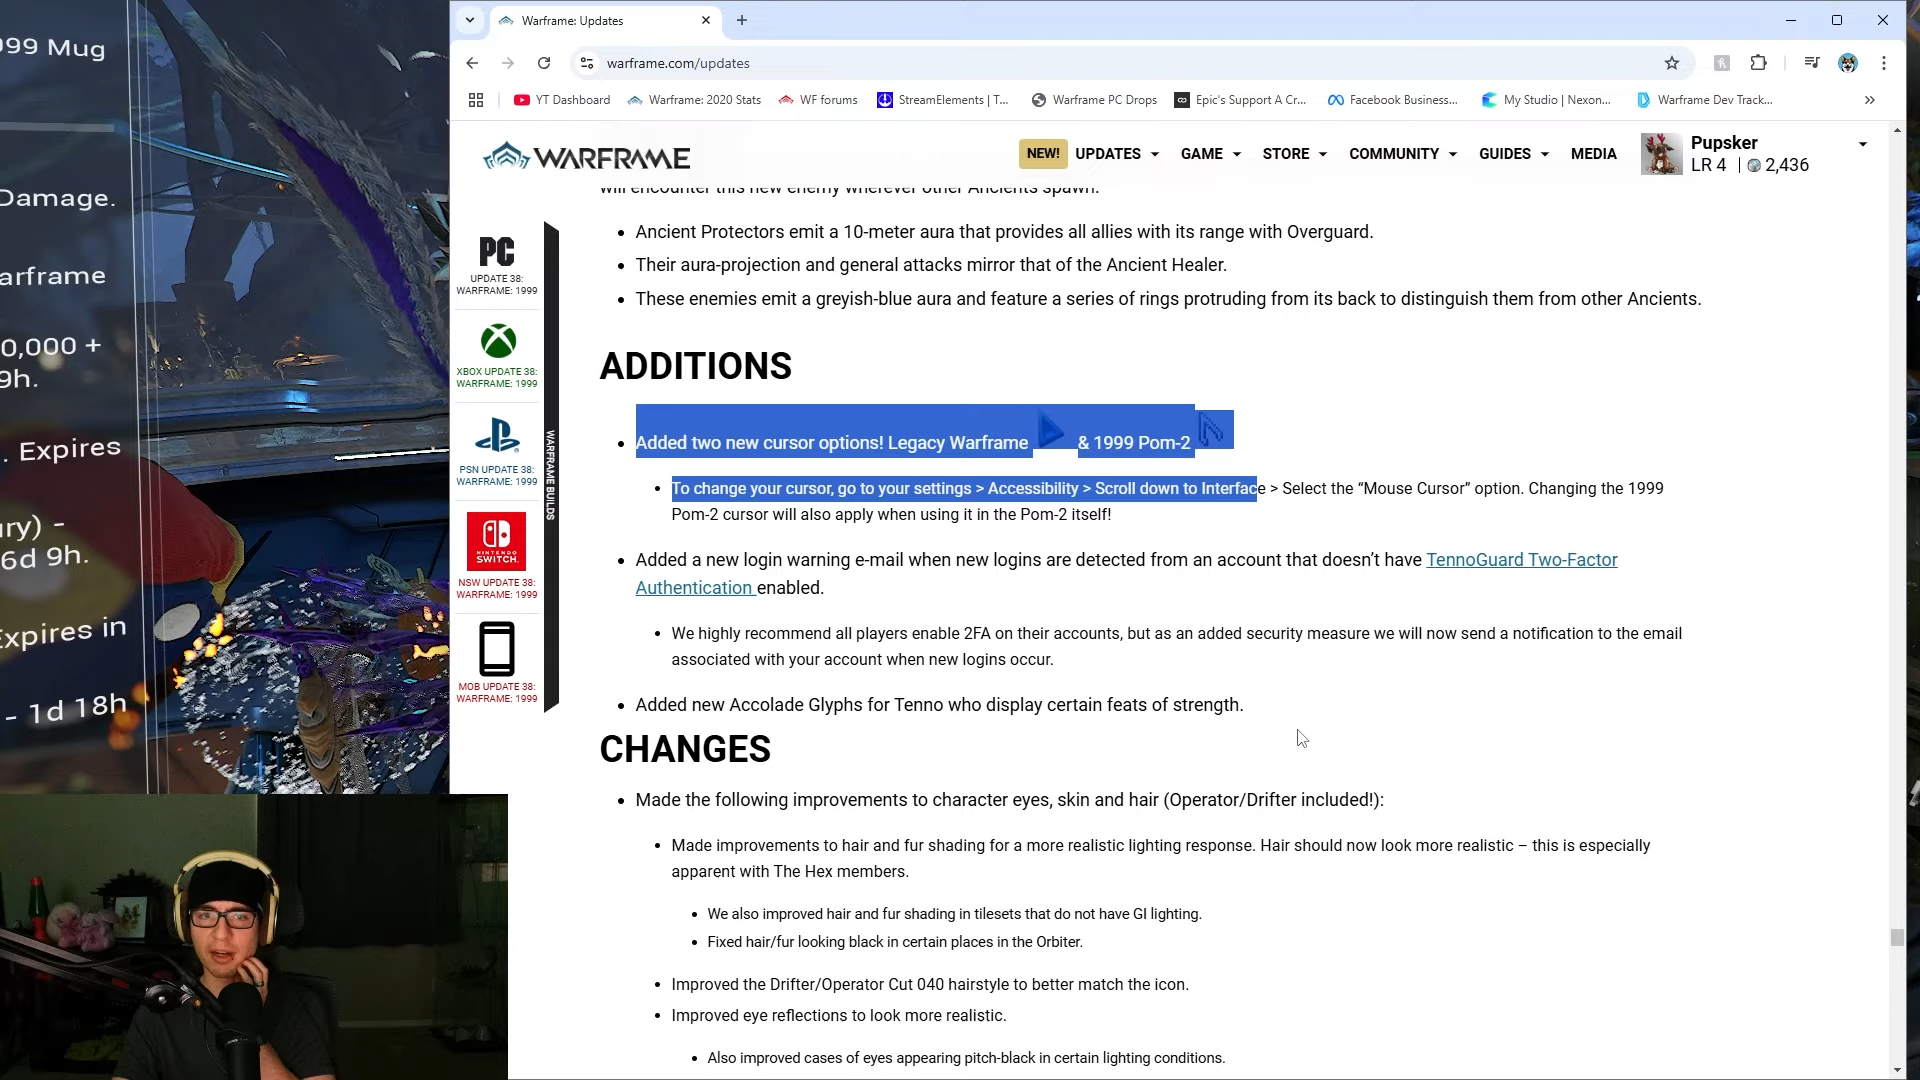 Warframe: Updates
warframe.com/updates
YT Dashboard
Warframe: 2020 Stats
WF forums
StreamElements | T...
Warframe PC Drops
Epic's Support A Cr...
Facebook Business...
My Studio | Nexon...
Warframe Dev Track...
WARFRAME
NEW!
UPDATES
GAME
STORE
COMMUNITY
GUIDES
MEDIA
Pupsker
LR 4 | 2,436
999 Mug
Damage.
arframe
0,000 +
9h.
. Expires
ury) -
6d 9h.
Expires in
- 1d 18h
PC
UPDATE 38:
WARFRAME: 1999
XBOX UPDATE 38:
WARFRAME: 1999
PSN UPDATE 38:
WARFRAME: 1999
NINTENDO
SWITCH.
NSW UPDATE 38:
WARFRAME: 1999
MOB UPDATE 38:
WARFRAME: 1999
WARFRAME BUILDS
will encounter this new enemy wherever other Ancients spawn.
• Ancient Protectors emit a 10-meter aura that provides all allies with its range with Overguard.
• Their aura-projection and general attacks mirror that of the Ancient Healer.
• These enemies emit a greyish-blue aura and feature a series of rings protruding from its back to distinguish them from other Ancients.
ADDITIONS
• Added two new cursor options! Legacy Warframe & 1999 Pom-2
• To change your cursor, go to your settings > Accessibility > Scroll down to Interface > Select the “Mouse Cursor” option. Changing the 1999
Pom-2 cursor will also apply when using it in the Pom-2 itself!
• Added a new login warning e-mail when new logins are detected from an account that doesn’t have TennoGuard Two-Factor
Authentication enabled.
• We highly recommend all players enable 2FA on their accounts, but as an added security measure we will now send a notification to the email
associated with your account when new logins occur.
• Added new Accolade Glyphs for Tenno who display certain feats of strength.
CHANGES
• Made the following improvements to character eyes, skin and hair (Operator/Drifter included!):
• Made improvements to hair and fur shading for a more realistic lighting response. Hair should now look more realistic – this is especially
apparent with The Hex members.
• We also improved hair and fur shading in tilesets that do not have GI lighting.
• Fixed hair/fur looking black in certain places in the Orbiter.
• Improved the Drifter/Operator Cut 040 hairstyle to better match the icon.
• Improved eye reflections to look more realistic.
• Also improved cases of eyes appearing pitch-black in certain lighting conditions.